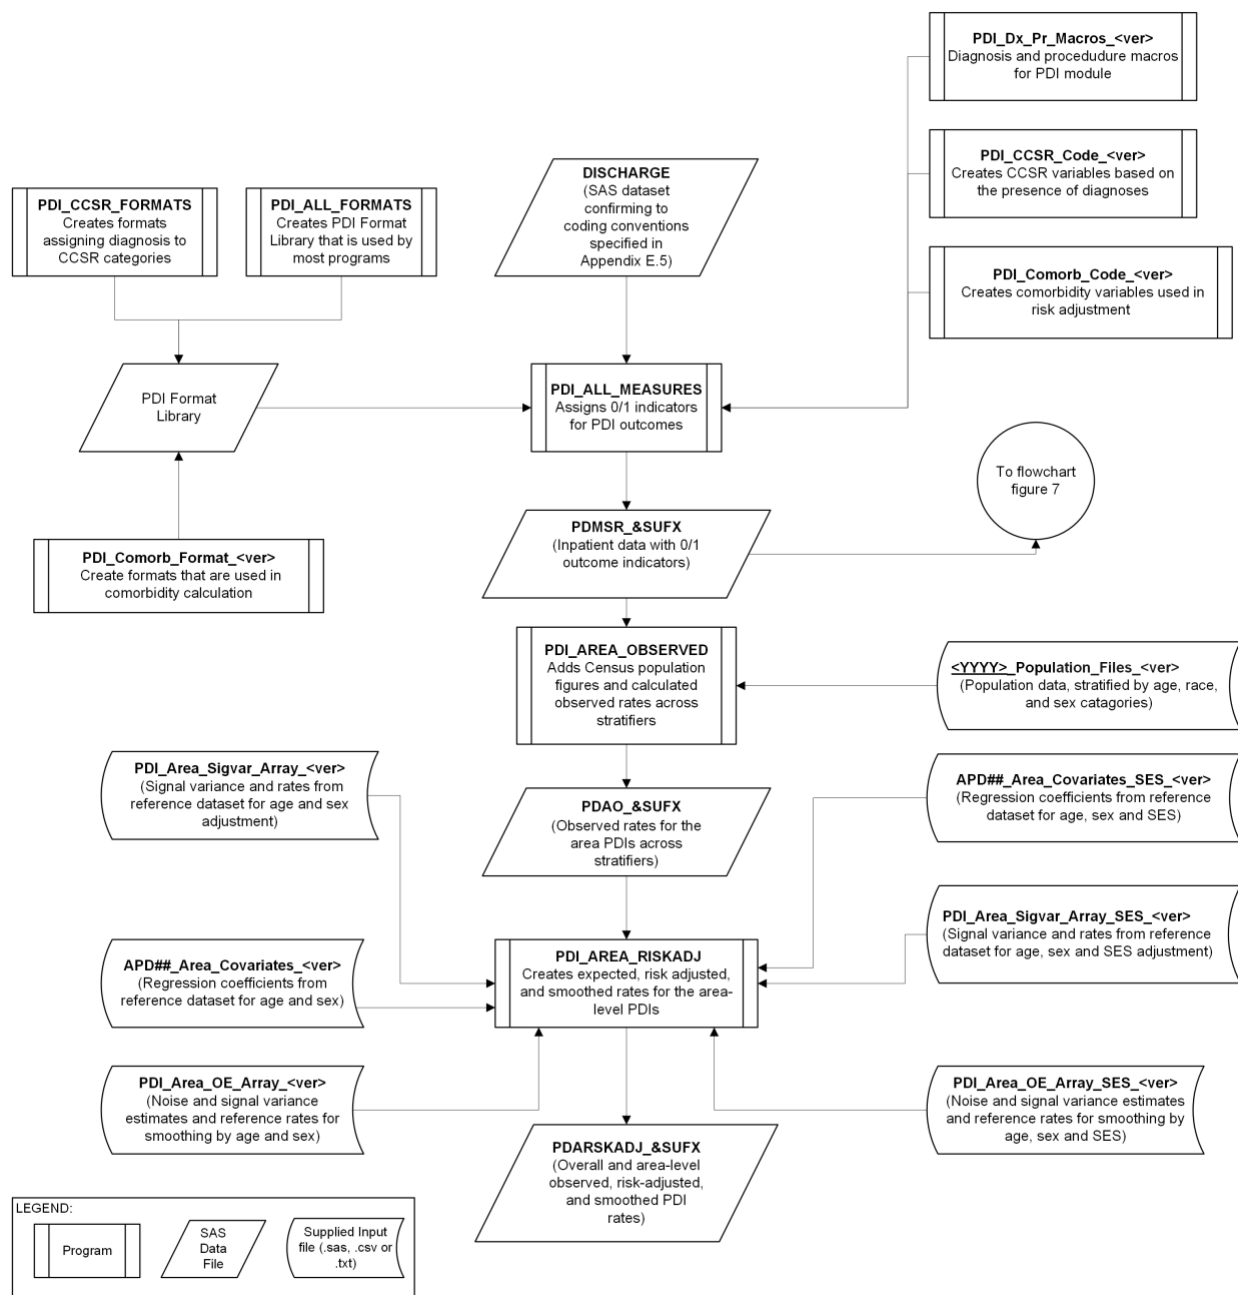 PDI_Dx_Pr_Macros_<ver>
Diagnosis and procedudure macros
for PDI module
PDI_CCSR_Code_<ver>
Creates CCSR variables based on
the presence of diagnoses
PDI_Comorb_Code_<ver>
Creates comorbidity variables used in
risk adjustment
DISCHARGE
(SAS dataset
confirming to
coding conventions
specified in
Appendix E.5)
PDI_CCSR_FORMATS
Creates formats
assigning diagnosis to
CCSR categories
PDI_ALL_FORMATS
Creates PDI Format
Library that is used by
most programs
PDI Format
Library
PDI_ALL_MEASURES
Assigns 0/1 indicators
for PDI outcomes
To flowchart
figure 7
PDI_Comorb_Format_<ver>
Create formats that are used in
comorbidity calculation
PDMSR_&SUFX
(Inpatient data with 0/1
outcome indicators)
PDI_AREA_OBSERVED
Adds Census population
figures and calculated
observed rates across
stratifiers
<YYYY>_Population_Files_<ver>
(Population data, stratified by age, race,
and sex catagories)
PDI_Area_Sigvar_Array_<ver>
(Signal variance and rates from
reference dataset for age and sex
adjustment)
PDAO_&SUFX
(Observed rates for the
area PDIs across
stratifiers)
APD##_Area_Covariates_SES_<ver>
(Regression coefficients from reference
dataset for age, sex and SES)
PDI_Area_Sigvar_Array_SES_<ver>
(Signal variance and rates from reference
dataset for age, sex and SES adjustment)
APD##_Area_Covariates_<ver>
(Regression coefficients from
reference dataset for age and sex)
PDI_AREA_RISKADJ
Creates expected, risk adjusted,
and smoothed rates for the area-
level PDIs
PDI_Area_OE_Array_<ver>
(Noise and signal variance
estimates and reference rates for
smoothing by age and sex)
PDI_Area_OE_Array_SES_<ver>
(Noise and signal variance estimates
and reference rates for smoothing by
age, sex and SES)
PDARSKADJ_&SUFX
(Overall and area-level
observed, risk-adjusted,
and smoothed PDI
rates)
LEGEND:
Program
SAS
Data
File
Supplied Input
file (.sas, .csv or
.txt)